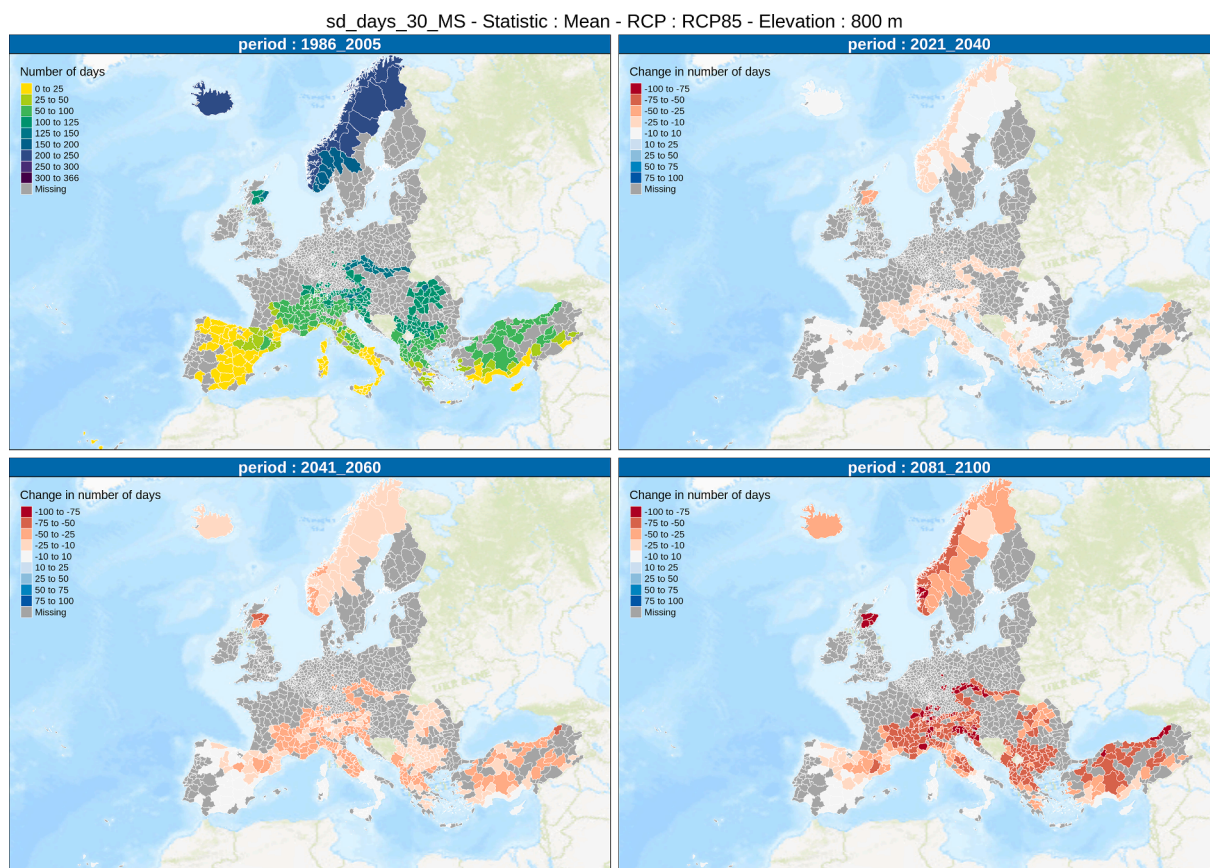 sd_days_30_MS - Statistic : Mean - RCP : RCP85 - Elevation : 800 m
period : 1986_2005
Number of days
0 to 25
25 to 50
50 to 100
100 to 125
125 to 150
150 to 200
200 to 250
250 to 300
300 to 366
Missing
period : 2021_2040
Change in number of days
-100 to -75
-75 to -50
-50 to -25
-25 to -10
-10 to 10
10 to 25
25 to 50
50 to 75
75 to 100
Missing
UKRAINE
period : 2041_2060
Change in number of days
-100 to -75
-75 to -50
-50 to -25
-25 to -10
-10 to 10
10 to 25
25 to 50
50 to 75
75 to 100
Missing
UKRAINE
period : 2081_2100
Change in number of days
-100 to -75
-75 to -50
-50 to -25
-25 to -10
-10 to 10
10 to 25
25 to 50
50 to 75
75 to 100
Missing
UKRAINE